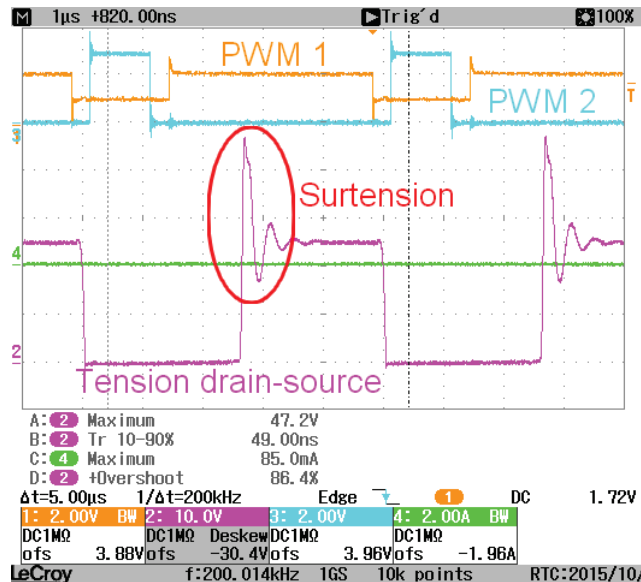 M 1µs +820.00ns Trig´d 100%
PWM 1
T
PWM 2
3
Surtension
4
2
Tension drain-source
A: 2 Maximum 47.2V
B: 2 Tr 10-90% 49.00ns
C: 4 Maximum 85.0mA
D: 2 +Overshoot 86.4%
Δt=5.00µs 1/Δt=200kHz Edge 1 DC 1.72V
1: 2.00V BW 2: 10.0V 3: 2.00V 4: 2.00A BW
DC1MΩ DC1MΩ Deskew DC1MΩ DC1MΩ
ofs 3.88V ofs -30.4V ofs 3.96V ofs -1.96A
LeCroy f:200.014kHz 1GS 10k points RTC:2015/10/